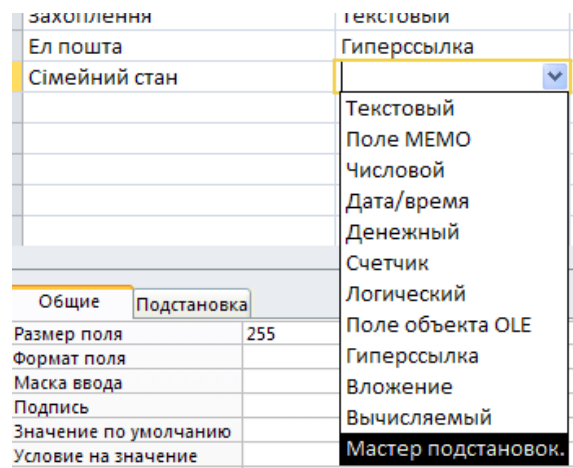 Захоплення Текстовый
Ел пошта Гиперссылка
Сімейний стан
Текстовый
Поле МЕМО
Числовой
Дата/время
Денежный
Счетчик
Логический
Поле объекта OLE
Гиперссылка
Вложение
Вычисляемый
Мастер подстановок.
Общие Подстановка
Размер поля 255
Формат поля
Маска ввода
Подпись
Значение по умолчанию
Условие на значение